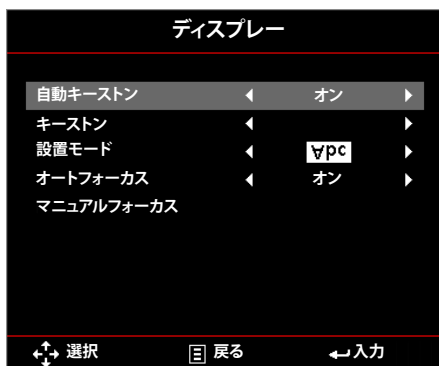 ディスプレー
自動キーストン オン
キーストン
設置モード Abc
オートフォーカス オン
マニュアルフォーカス
選択 戻る 入力